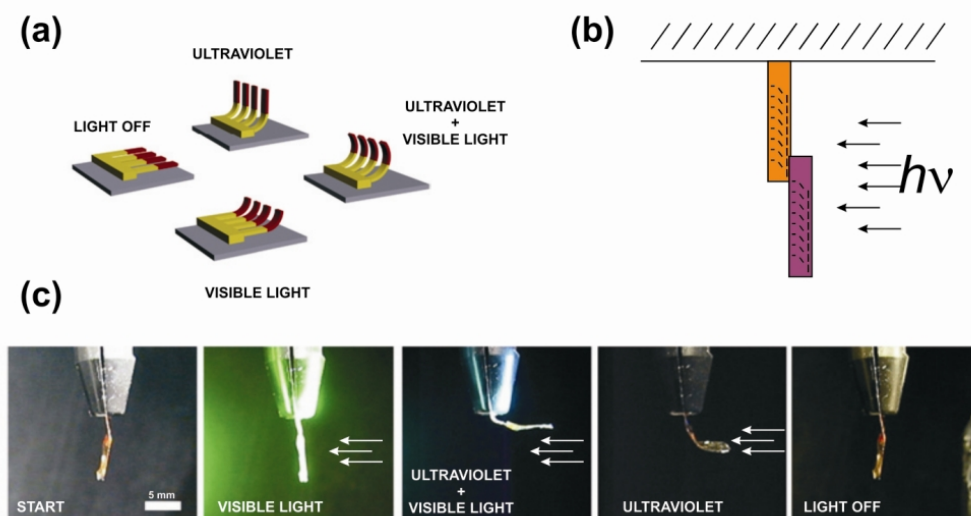 (a)
ULTRAVIOLET
LIGHT OFF
ULTRAVIOLET
+
VISIBLE LIGHT
VISIBLE LIGHT
(b)
hν
(c)
START
5 mm
VISIBLE LIGHT
ULTRAVIOLET
+
VISIBLE LIGHT
ULTRAVIOLET
LIGHT OFF